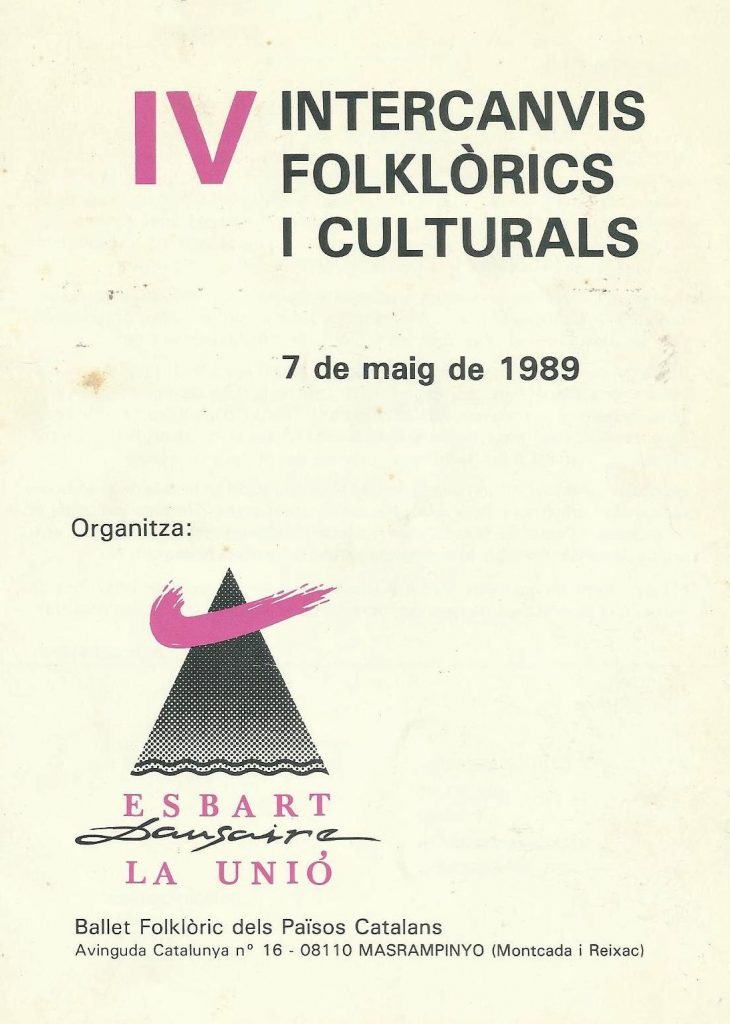 IV INTERCANVIS
FOLKLÒRICS
I CULTURALS
7 de maig de 1989
Organitza:
ESBART
Dansaire
LA UNIÓ
Ballet Folklòric dels Països Catalans
Avinguda Catalunya nº 16 - 08110 MASRAMPINYO (Montcada i Reixac)